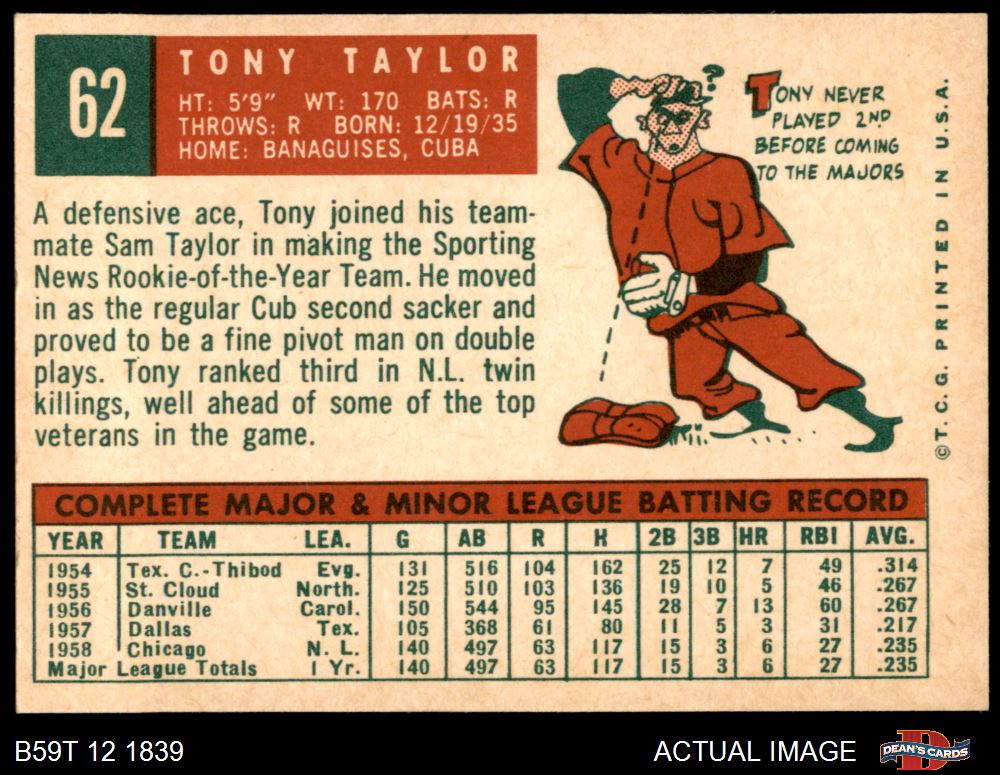 62
TONY TAYLOR
HT: 5'9" WT: 170 BATS: R
THROWS: R BORN: 12/19/35
HOME: BANAGUISES, CUBA
?
TONY NEVER
PLAYED 2ND
BEFORE COMING
TO THE MAJORS
©T.C.G. PRINTED IN U.S.A.
A defensive ace, Tony joined his team-
mate Sam Taylor in making the Sporting
News Rookie-of-the-Year Team. He moved
in as the regular Cub second sacker and
proved to be a fine pivot man on double
plays. Tony ranked third in N.L. twin
killings, well ahead of some of the top
veterans in the game.
COMPLETE MAJOR & MINOR LEAGUE BATTING RECORD
YEAR TEAM LEA. G AB R H 2B 3B HR RBI AVG.
1954 Tex. C.-Thibod Evg. 131 516 104 162 25 12 7 49 .314
1955 St. Cloud North. 125 510 103 136 19 10 5 46 .267
1956 Danville Carol. 150 544 95 145 28 7 13 60 .267
1957 Dallas Tex. 105 368 61 80 11 5 3 31 .217
1958 Chicago N. L. 140 497 63 117 15 3 6 27 .235
Major League Totals 1 Yr. 140 497 63 117 15 3 6 27 .235
B59T 12 1839
ACTUAL IMAGE
D
DEAN'S CARDS